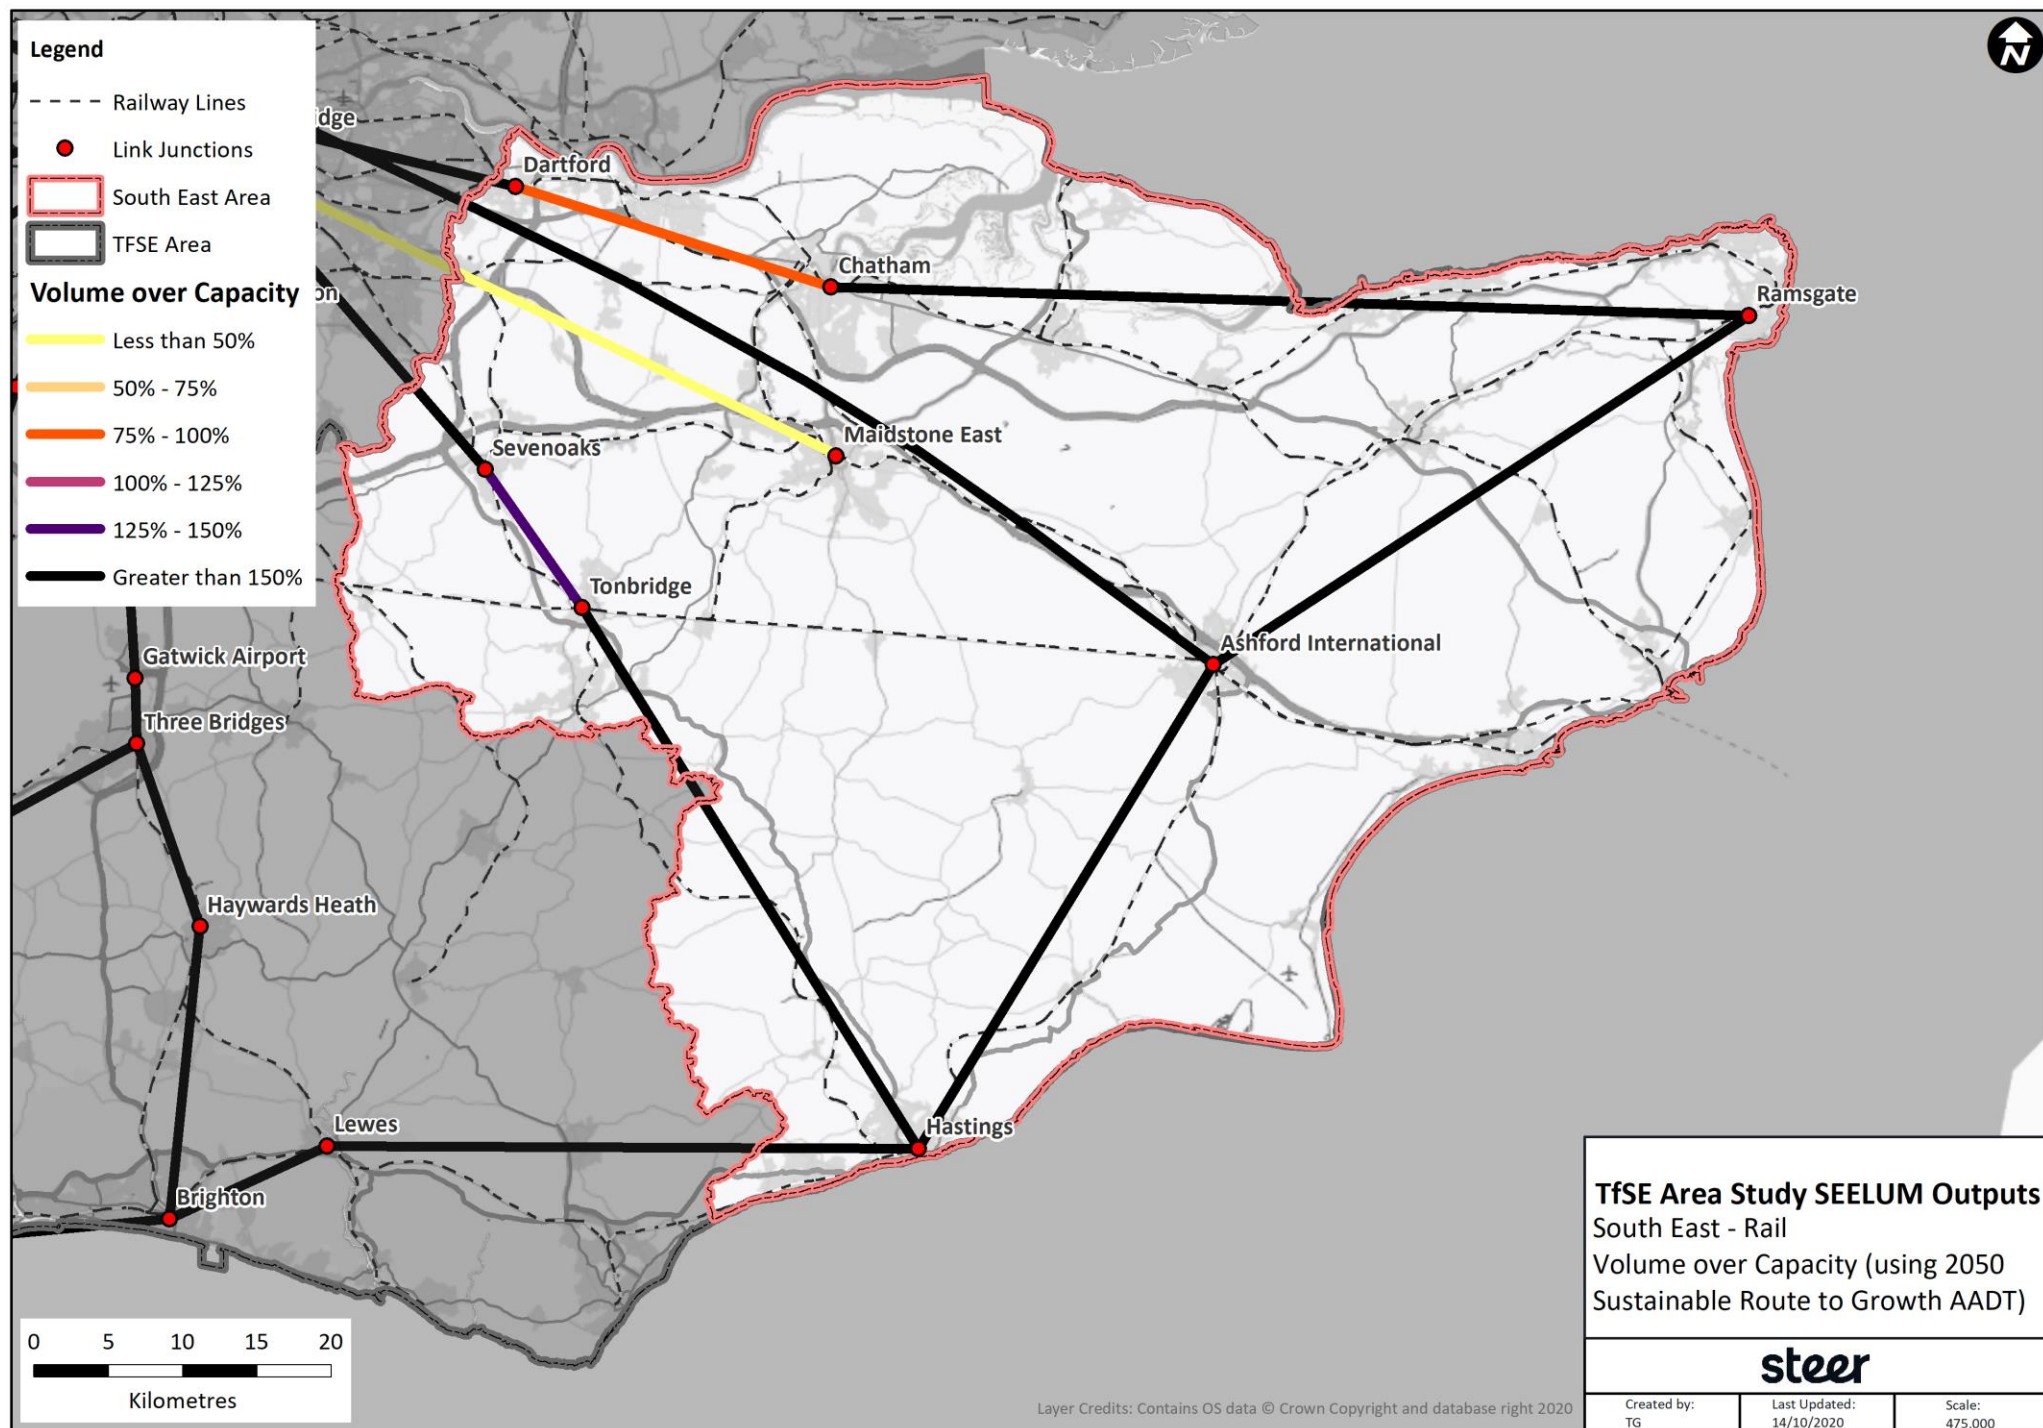 Legend
Railway Lines
Link Junctions
South East Area
TFSE Area
Volume over Capacity
Less than 50%
50% - 75%
75% - 100%
100% - 125%
125% - 150%
Greater than 150%
N
idge
on
Dartford
Chatham
Ramsgate
Maidstone East
Sevenoaks
Tonbridge
Ashford International
Gatwick Airport
Three Bridges
Haywards Heath
Lewes
Hastings
Brighton
0 5 10 15 20
Kilometres
Layer Credits: Contains OS data © Crown Copyright and database right 2020
TfSE Area Study SEELUM Outputs
South East - Rail
Volume over Capacity (using 2050
Sustainable Route to Growth AADT)
steer
Created by:
TG
Last Updated:
14/10/2020
Scale:
475,000